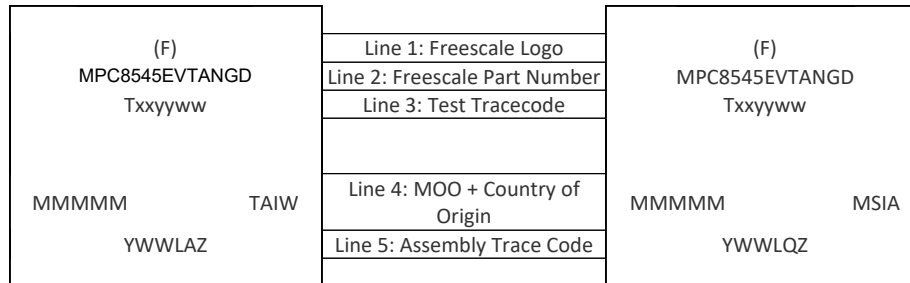 (F) Line 1: Freescale Logo (F)
MPC8545EVTANGD Line 2: Freescale Part Number MPC8545EVTANGD
Txxyyww Line 3: Test Tracecode Txxyyww
MMMMM TAIW Line 4: MOO + Country of Origin MMMMM MSIA
YWWLAZ Line 5: Assembly Trace Code YWWLQZ